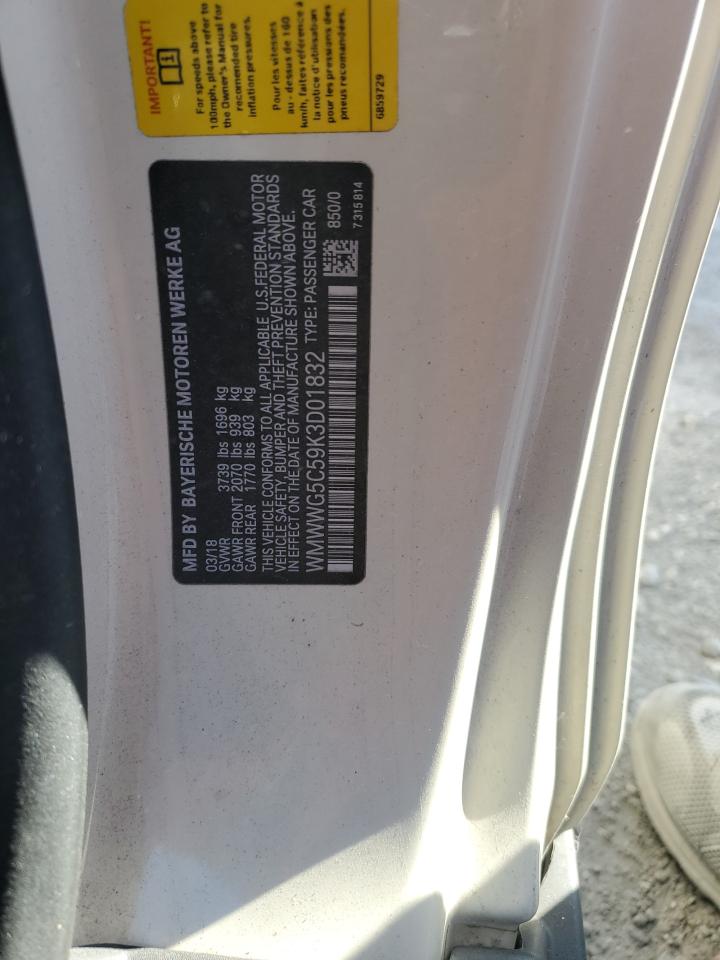 IMPORTANT!
For speeds above
100mph, please refer to
the Owner's Manual for
recommended tire
inflation pressures.
Pour les vitesses
au - dessus de 160
km/h, faites référence à
la notice d'utilisation
pour les pressions de
pneus recomandées.
6859729
MFD BY BAYERISCHE MOTOREN WERKE AG
03/18
GVWR 3739 lbs 1696 kg
GAWR FRONT 2070 lbs 939 kg
GAWR REAR 1770 lbs 803 kg
THIS VEHICLE CONFORMS TO ALL APPLICABLE U.S.FEDERAL MOTOR
VEHICLE SAFETY, BUMPER AND THEFT PREVENTION STANDARDS
IN EFFECT ON THE DATE OF MANUFACTURE SHOWN ABOVE.
WMWWG5C59K3D01832 TYPE: PASSENGER CAR
850/0
7 315 814